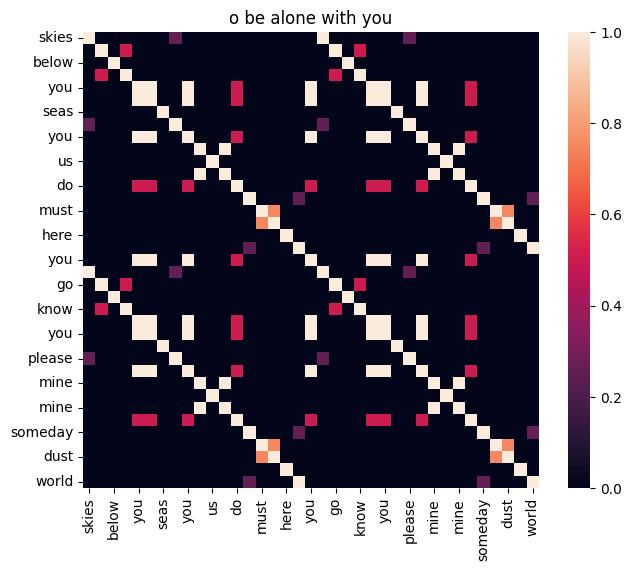 o be alone with you
skies
below
you
seas
you
us
do
must
here
you
go
know
you
please
mine
mine
someday
dust
world
1.0
0.8
0.6
0.4
0.2
0.0
skies
below
you
seas
you
us
do
must
here
you
go
know
you
please
mine
mine
someday
dust
world